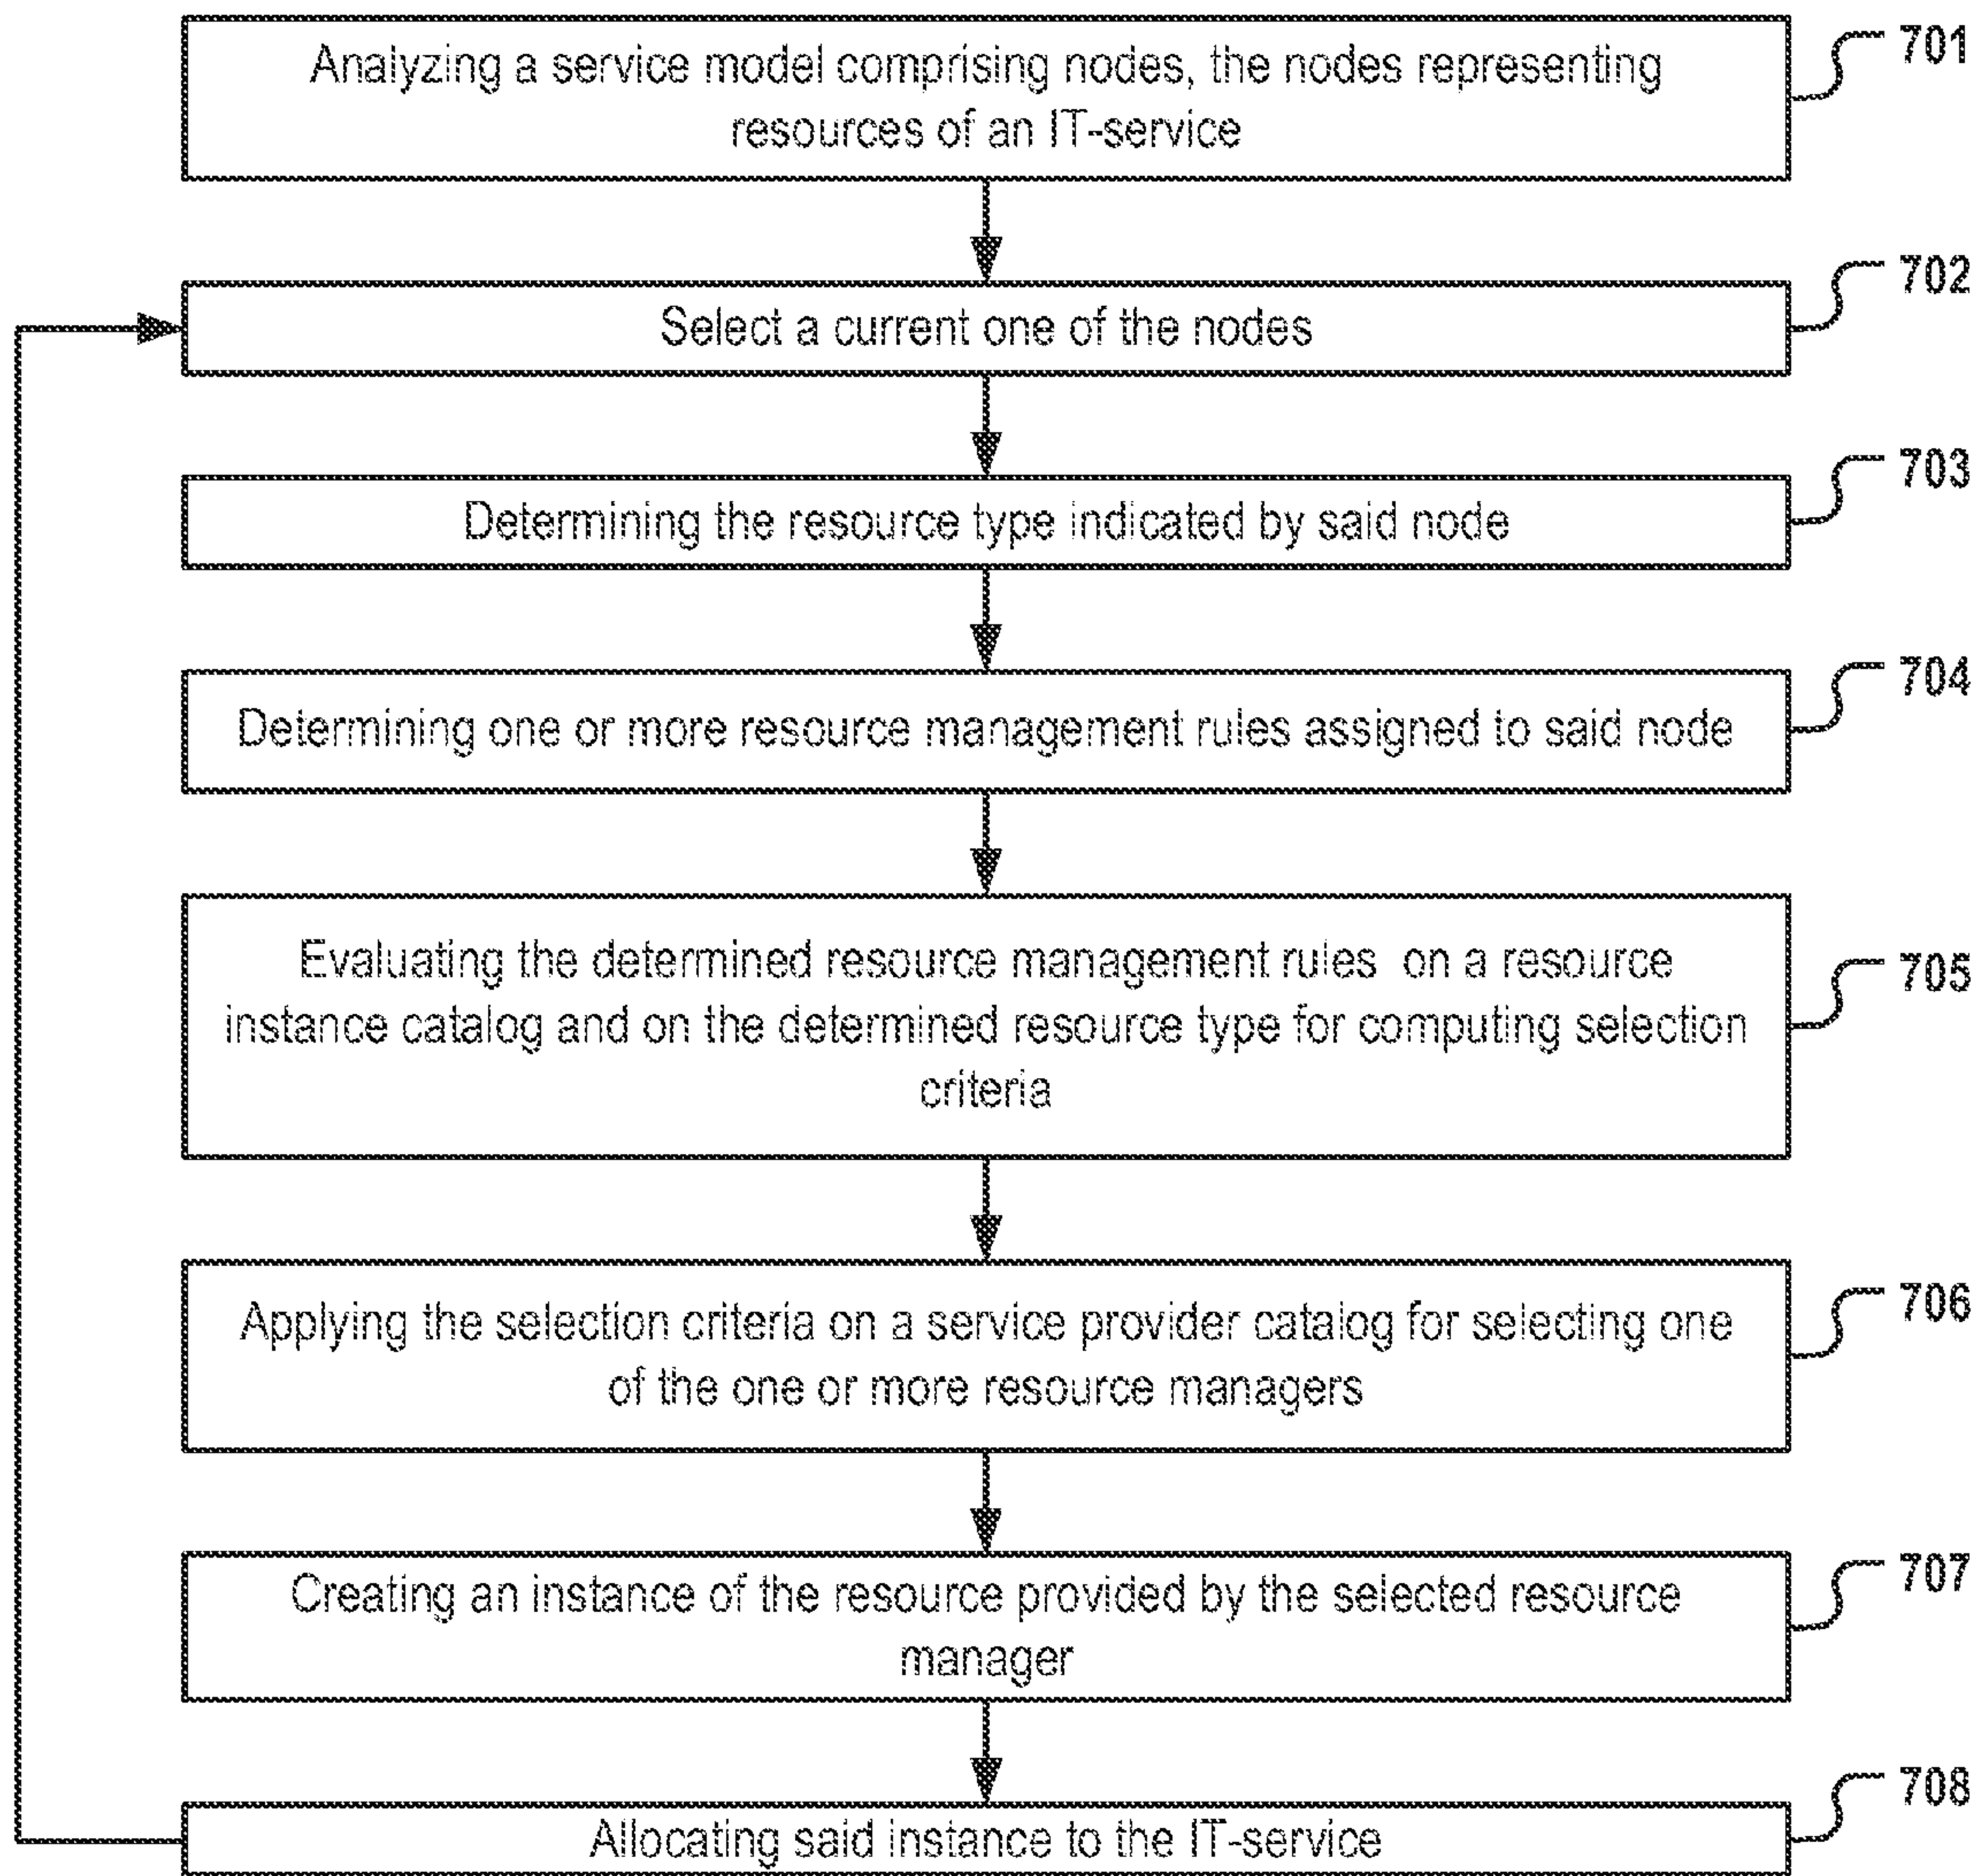 Analyzing a service model comprising nodes, the nodes representing
resources of an IT-service
701
Select a current one of the nodes
702
Determining the resource type indicated by said node
703
Determining one or more resource management rules assigned to said node
704
Evaluating the determined resource management rules on a resource
instance catalog and on the determined resource type for computing selection
criteria
705
Applying the selection criteria on a service provider catalog for selecting one
of the one or more resource managers
706
Creating an instance of the resource provided by the selected resource
manager
707
Allocating said instance to the IT-service
708